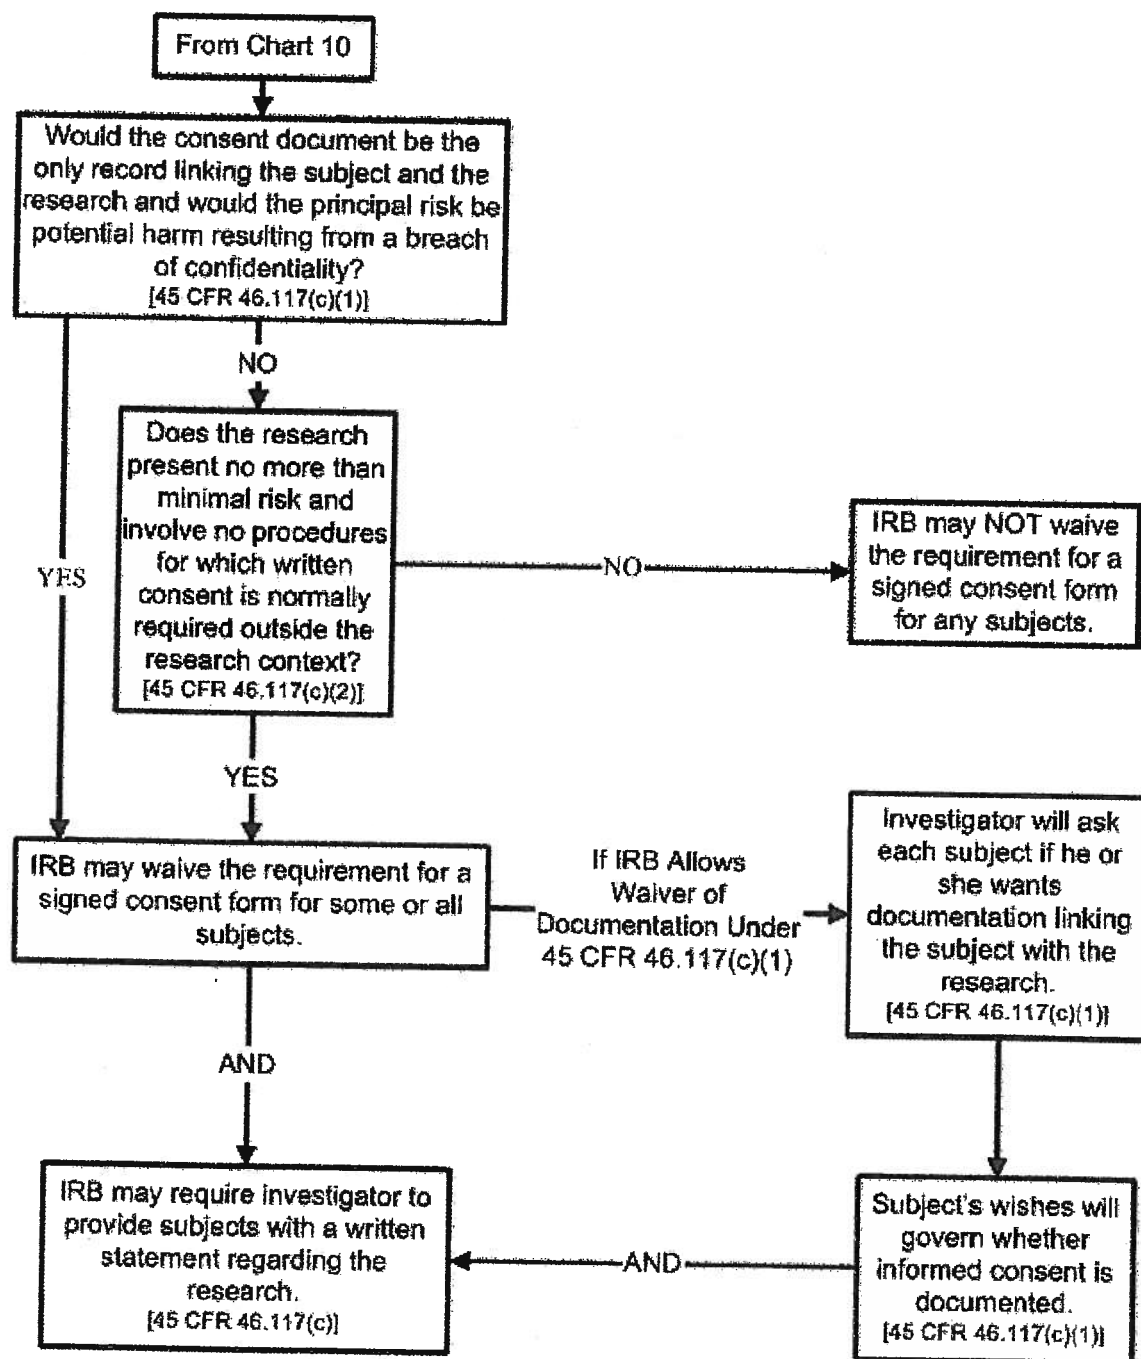 From Chart 10
Would the consent document be the
only record linking the subject and the
research and would the principal risk be
potential harm resulting from a breach
of confidentiality?
[45 CFR 46.117(c)(1)]
NO
YES
Does the research
present no more than
minimal risk and
involve no procedures
for which written
consent is normally
required outside the
research context?
[45 CFR 46.117(c)(2)]
NO
IRB may NOT waive
the requirement for a
signed consent form
for any subjects.
YES
IRB may waive the requirement for a
signed consent form for some or all
subjects.
If IRB Allows
Waiver of
Documentation Under
45 CFR 46.117(c)(1)
Investigator will ask
each subject if he or
she wants
documentation linking
the subject with the
research.
[45 CFR 46.117(c)(1)]
AND
IRB may require investigator to
provide subjects with a written
statement regarding the
research.
[45 CFR 46.117(c)]
AND
Subject's wishes will
govern whether
informed consent is
documented.
[45 CFR 46.117(c)(1)]